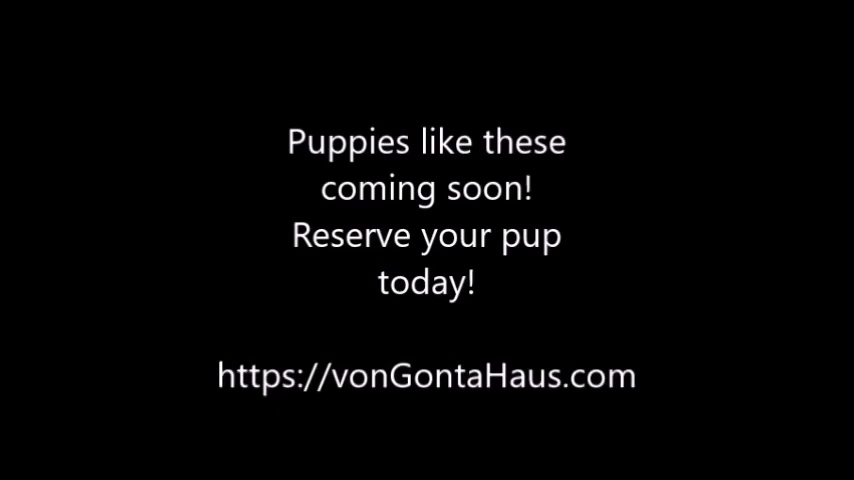 Puppies like these
coming soon!
Reserve your pup
today!
https://vonGontaHaus.com